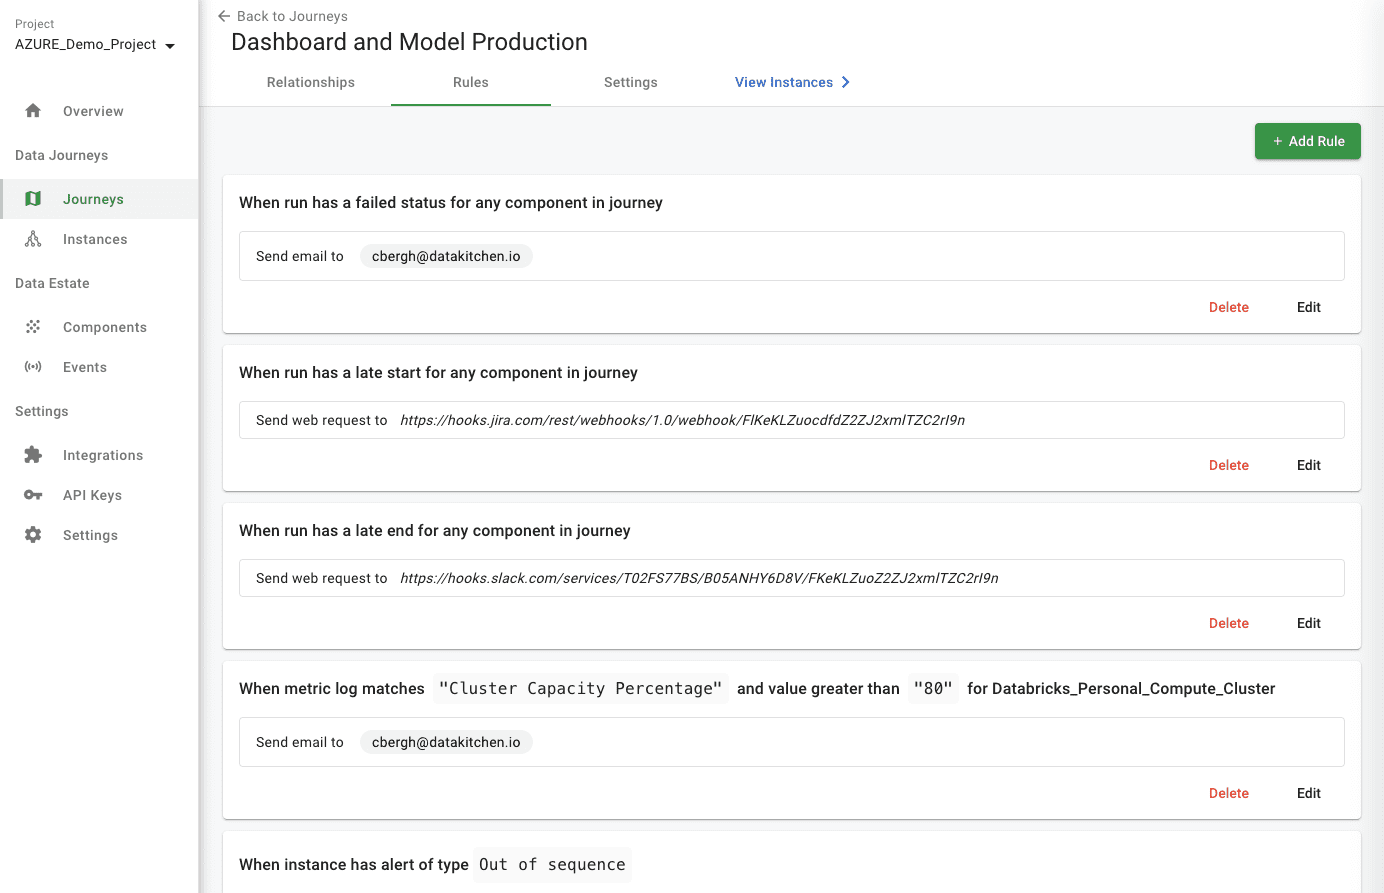 Project
AZURE_Demo_Project
Overview
Data Journeys
Journeys
Instances
Data Estate
Components
Events
Settings
Integrations
API Keys
Settings
Back to Journeys
Dashboard and Model Production
Relationships Rules Settings View Instances
+ Add Rule
When run has a failed status for any component in journey
Send email to cbergh@datakitchen.io
Delete Edit
When run has a late start for any component in journey
Send web request to https://hooks.jira.com/rest/webhooks/1.0/webhook/FlKeKLZuocdfdZ2ZJ2xmlTZC2rI9n
Delete Edit
When run has a late end for any component in journey
Send web request to https://hooks.slack.com/services/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
Delete Edit
When metric log matches "Cluster Capacity Percentage" and value greater than "80" for Databricks_Personal_Compute_Cluster
Send email to cbergh@datakitchen.io
Delete Edit
When instance has alert of type Out of sequence